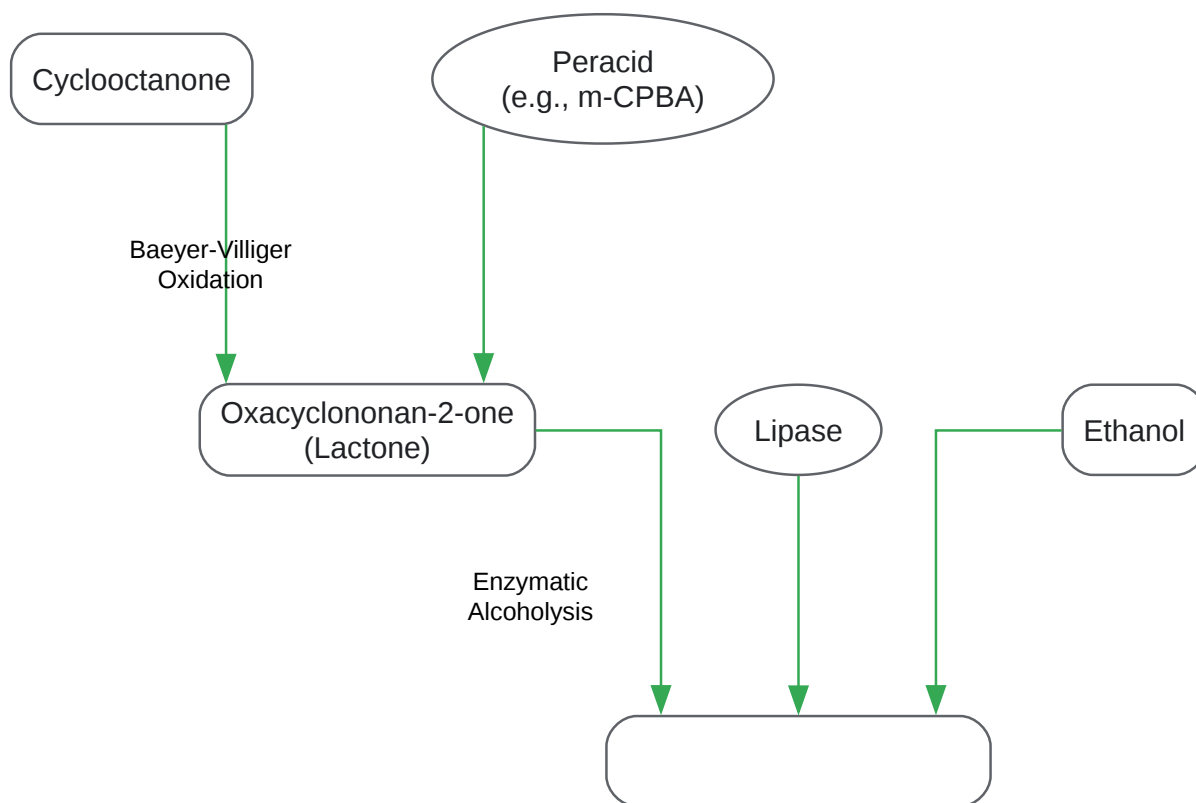 Cyclooctanone
Peracid
(e.g., m-CPBA)
Baeyer-Villiger
Oxidation
Oxacyclononan-2-one
(Lactone)
Lipase
Ethanol
Enzymatic
Alcoholysis